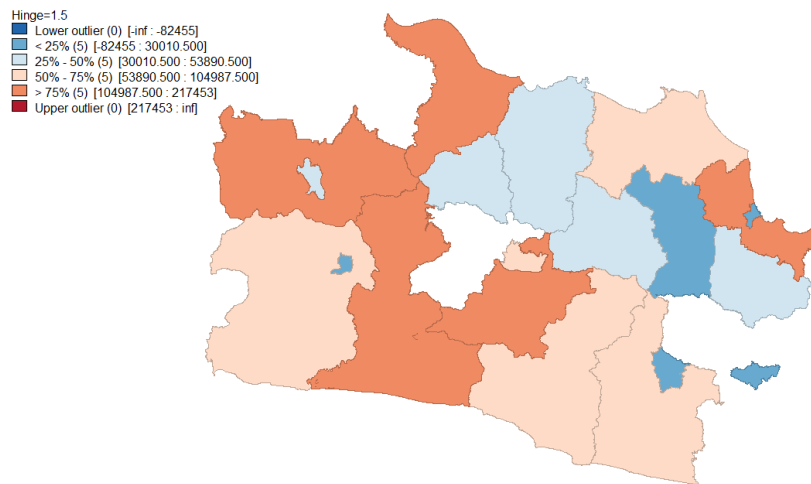 Hinge=1.5
Lower outlier (0) [-inf : -82455]
< 25% (5) [-82455 : 30010.500]
25% - 50% (5) [30010.500 : 53890.500]
50% - 75% (5) [53890.500 : 104987.500]
> 75% (5) [104987.500 : 217453]
Upper outlier (0) [217453 : inf]